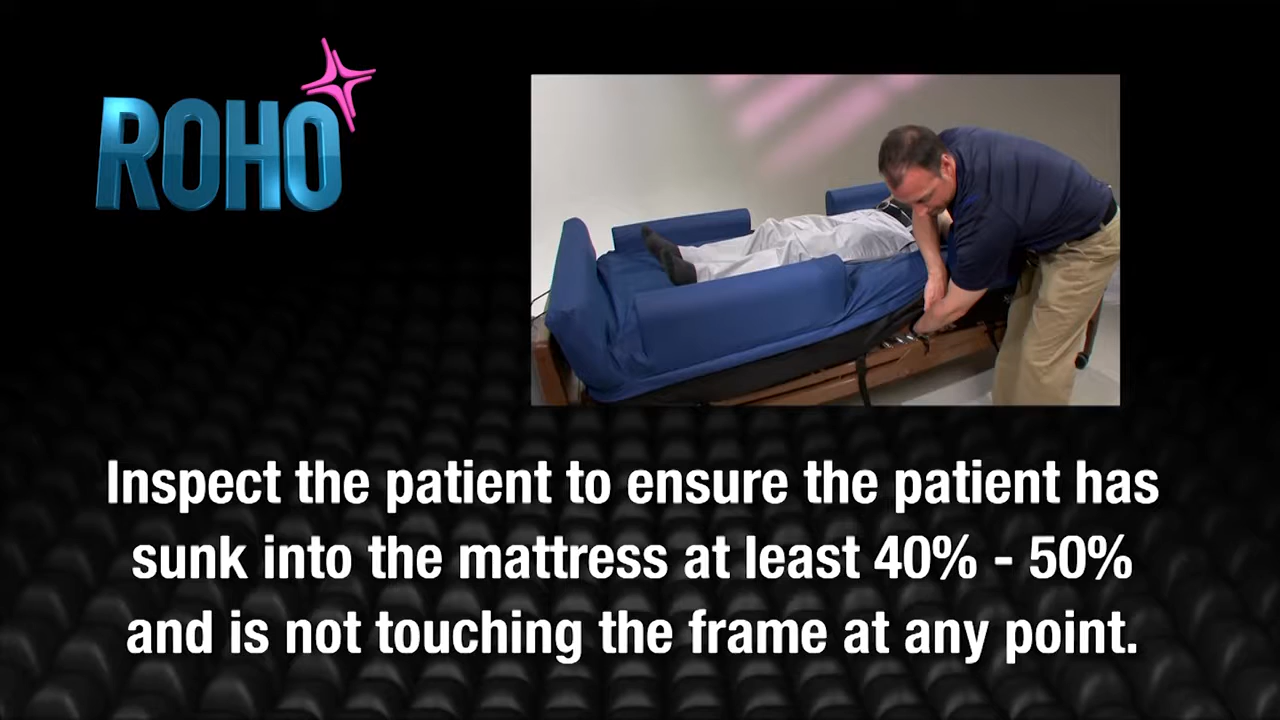 ROHO
Inspect the patient to ensure the patient has
sunk into the mattress at least 40% - 50%
and is not touching the frame at any point.